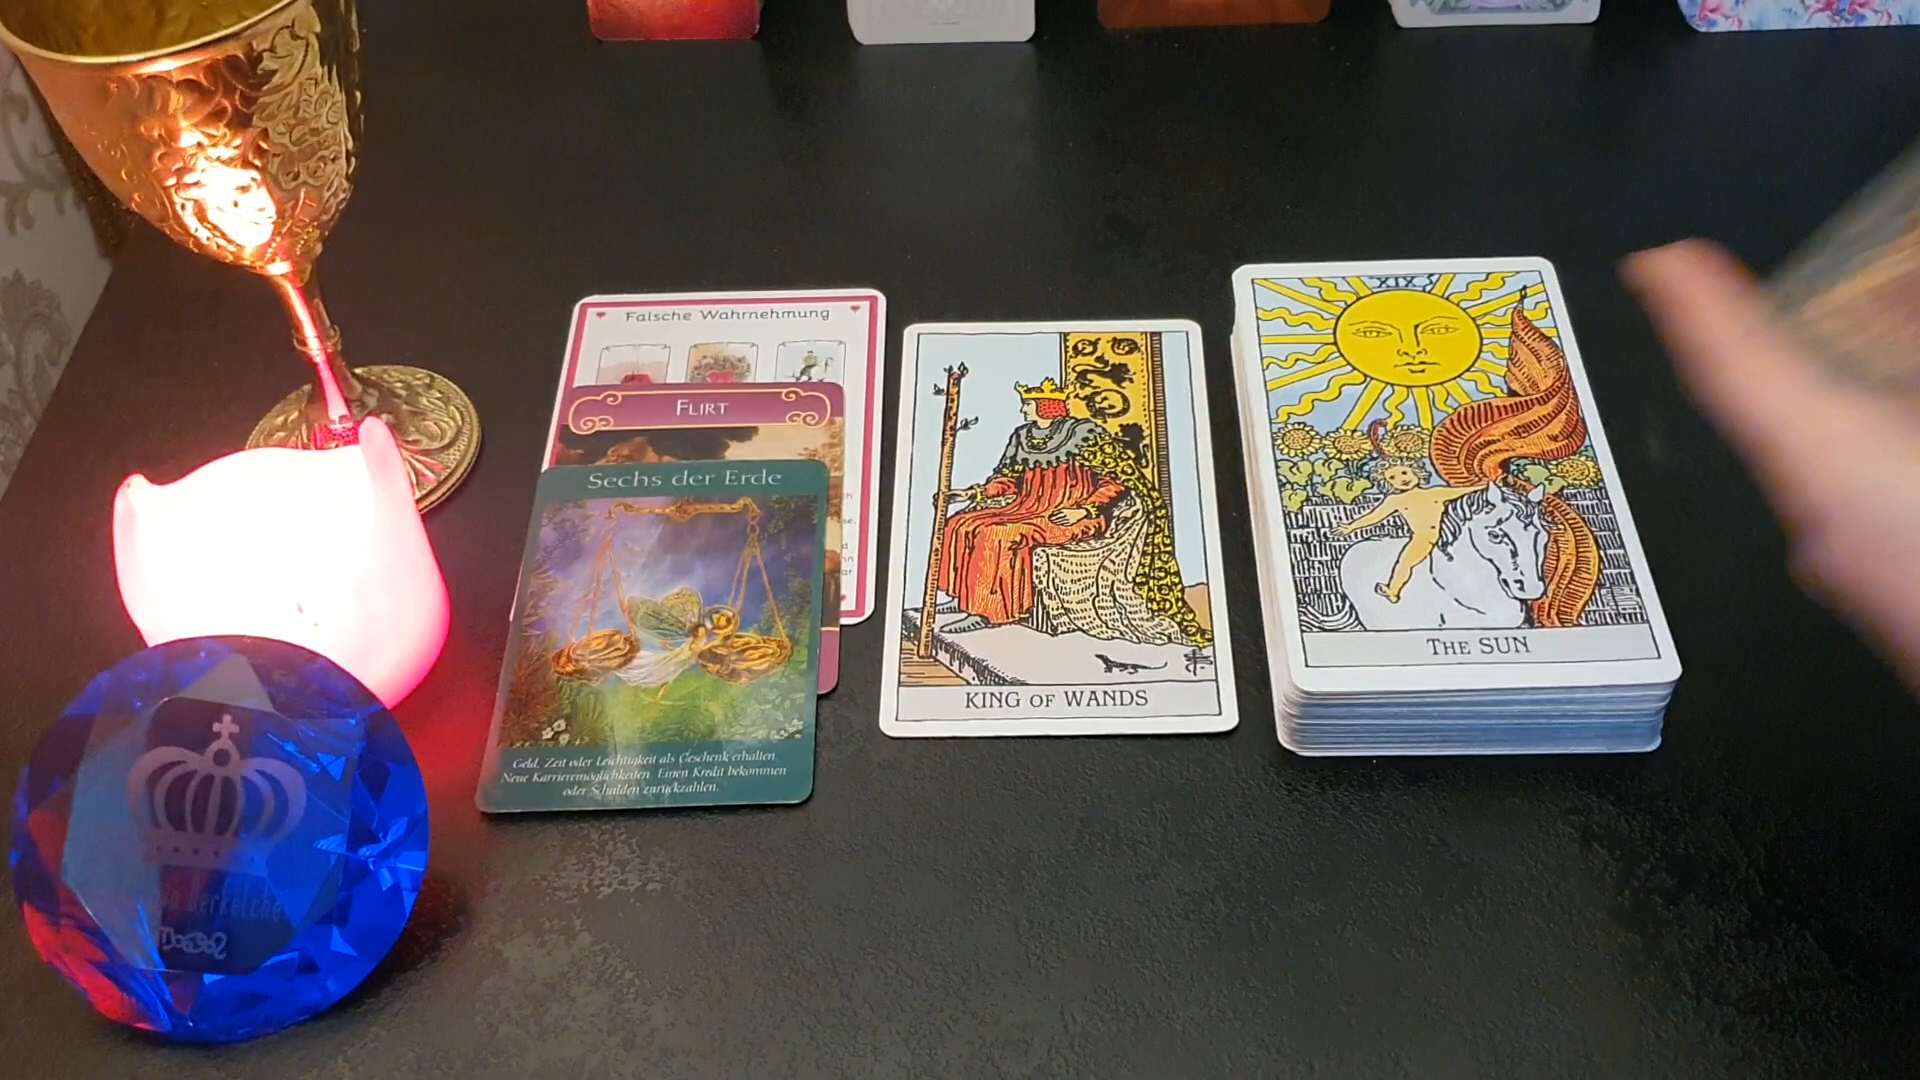 Falsche Wahrnehmung
FLIRT
Sechs der Erde
Geld, Zeit oder Leichtigkeit als Geschenk erhalten.
Neue Karrieremöglichkeiten. Einen Kredit bekommen
oder Schulden zurückzahlen.
KING OF WANDS
XIX
THE SUN